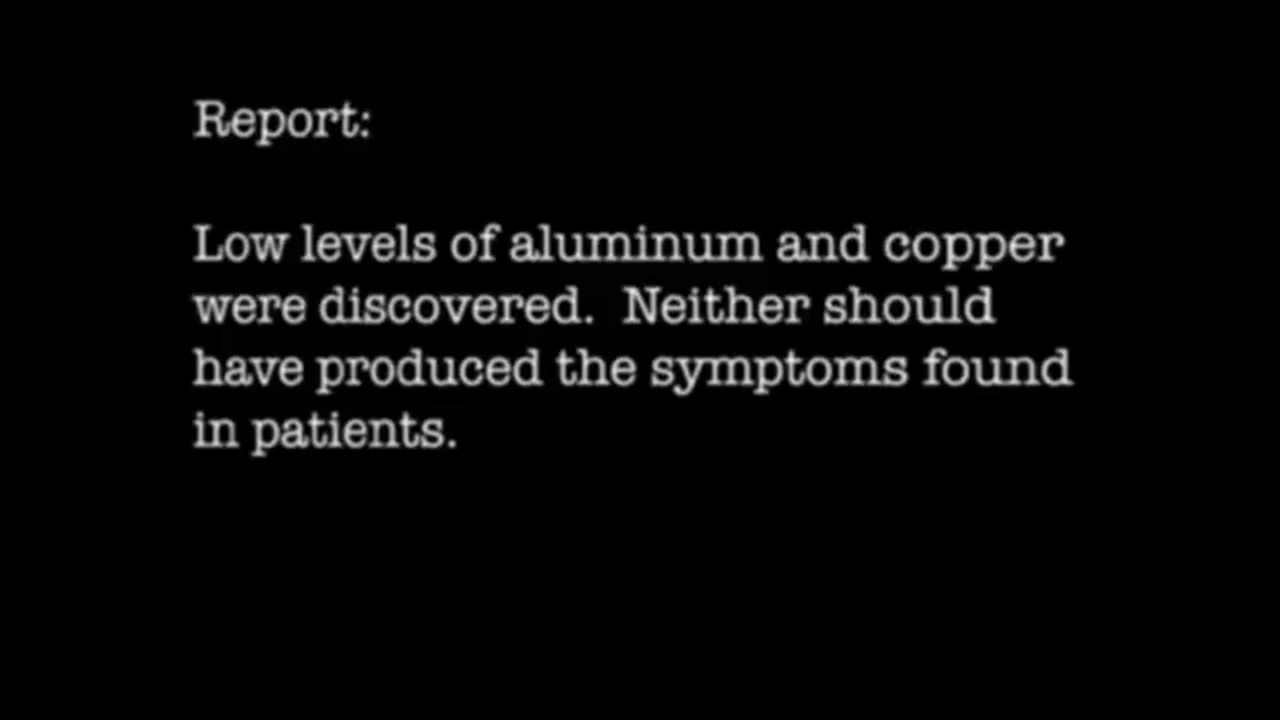 Report:
Low levels of aluminum and copper
were discovered.  Neither should
have produced the symptoms found
in patients.